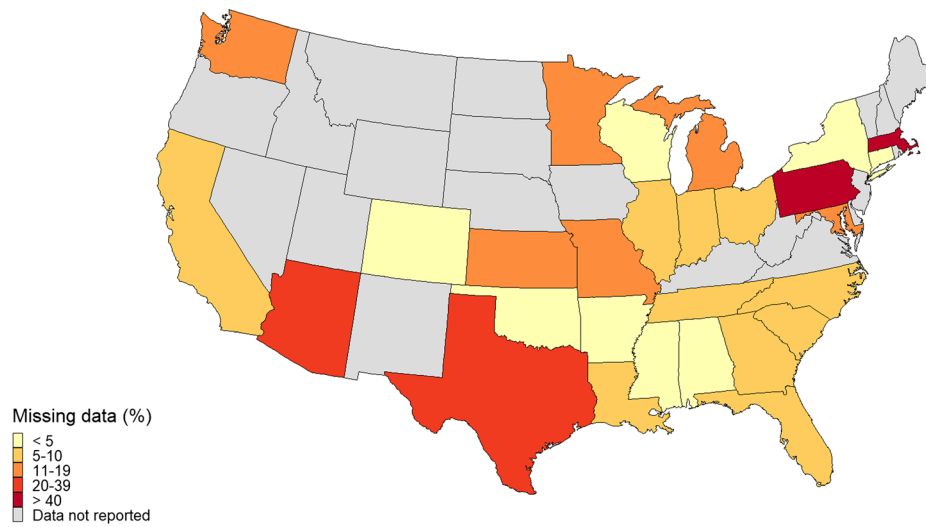 Missing data (%)
< 5
5-10
11-19
20-39
> 40
Data not reported